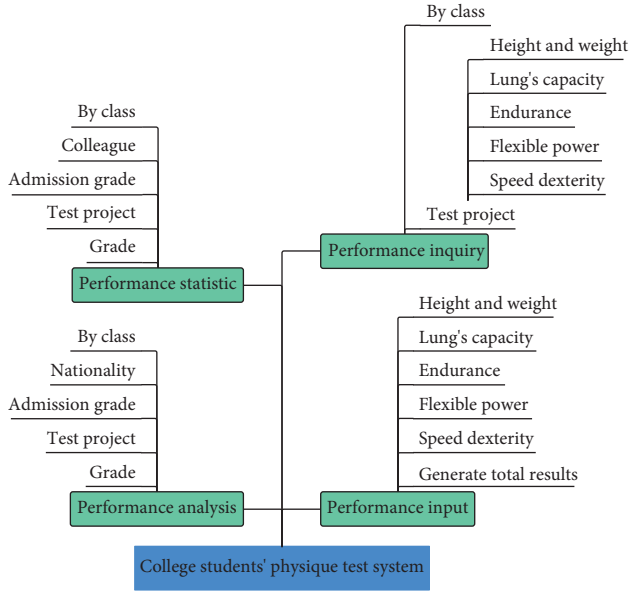 By class
Height and weight
Lung's capacity
Endurance
Flexible power
Speed dexterity
Test project
Performance inquiry
By class
Colleague
Admission grade
Test project
Grade
Performance statistic
By class
Nationality
Admission grade
Test project
Grade
Performance analysis
Height and weight
Lung's capacity
Endurance
Flexible power
Speed dexterity
Generate total results
Performance input
College students' physique test system